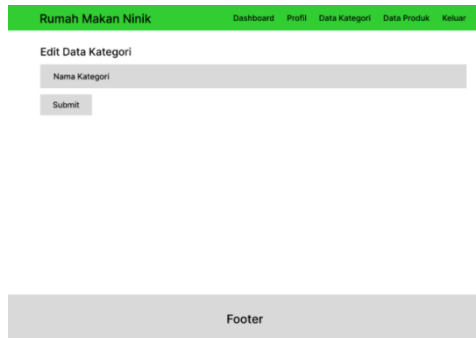 Rumah Makan Ninik Dashboard Profil Data Kategori Data Produk Keluar
Edit Data Kategori
Nama Kategori
Submit
Footer